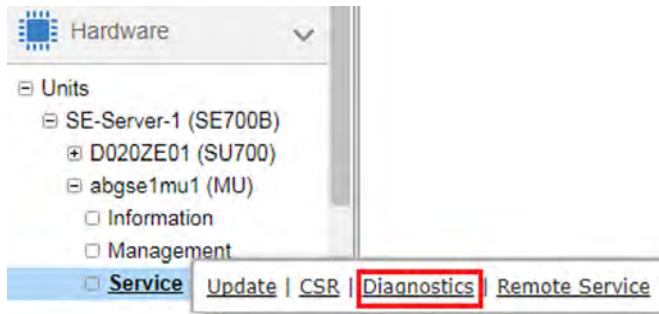 Hardware
Units
SE-Server-1 (SE700B)
D020ZE01 (SU700)
abgse1mu1 (MU)
Information
Management
Service Update | CSR | Diagnostics | Remote Service